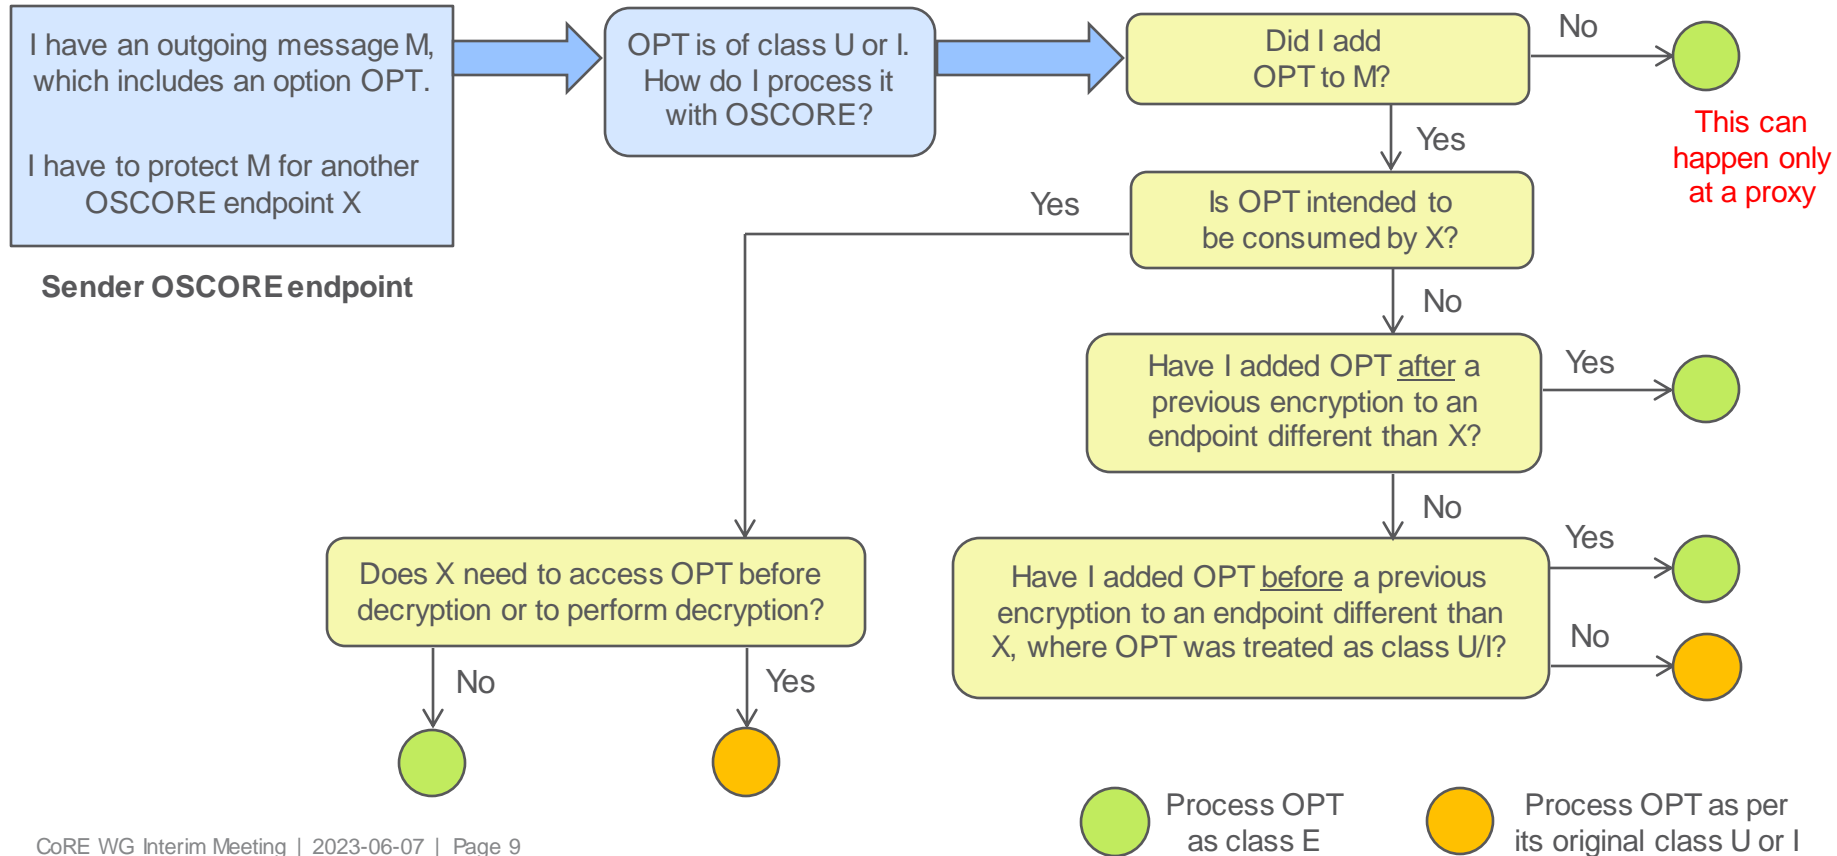 I have an outgoing message M,
which includes an option OPT.
I have to protect M for another
OSCORE endpoint X
Sender OSCORE endpoint
OPT is of class U or I.
How do I process it
with OSCORE?
Did I add
OPT to M?
No
This can
happen only
at a proxy
Yes
Is OPT intended to
be consumed by X?
Yes
No
Have I added OPT after a
previous encryption to an
endpoint different than X?
Yes
No
Have I added OPT before a previous
encryption to an endpoint different than
X, where OPT was treated as class U/I?
Yes
No
Does X need to access OPT before
decryption or to perform decryption?
No
Yes
Process OPT
as class E
Process OPT as per
its original class U or I
CoRE WG Interim Meeting | 2023-06-07 | Page 9